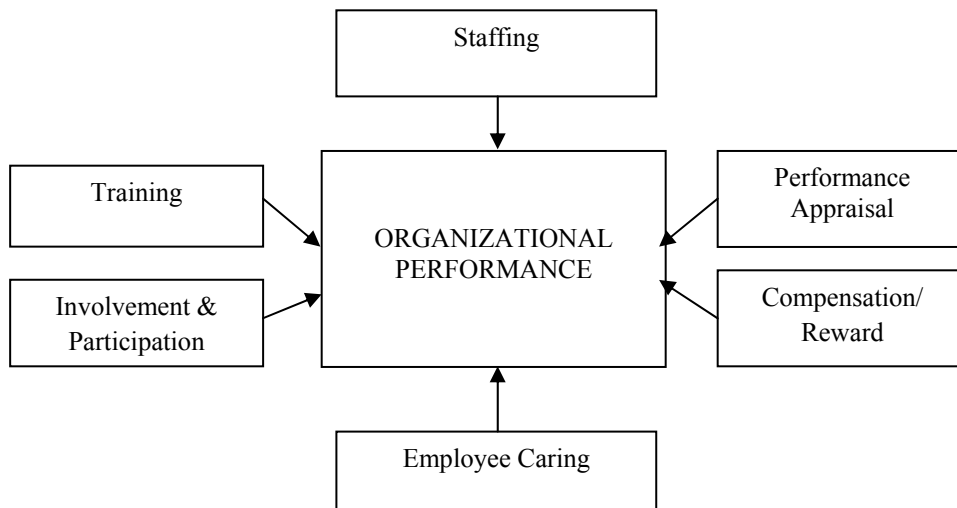 Staffing
Training
Performance
Appraisal
ORGANIZATIONAL
PERFORMANCE
Involvement &
Participation
Compensation/
Reward
Employee Caring